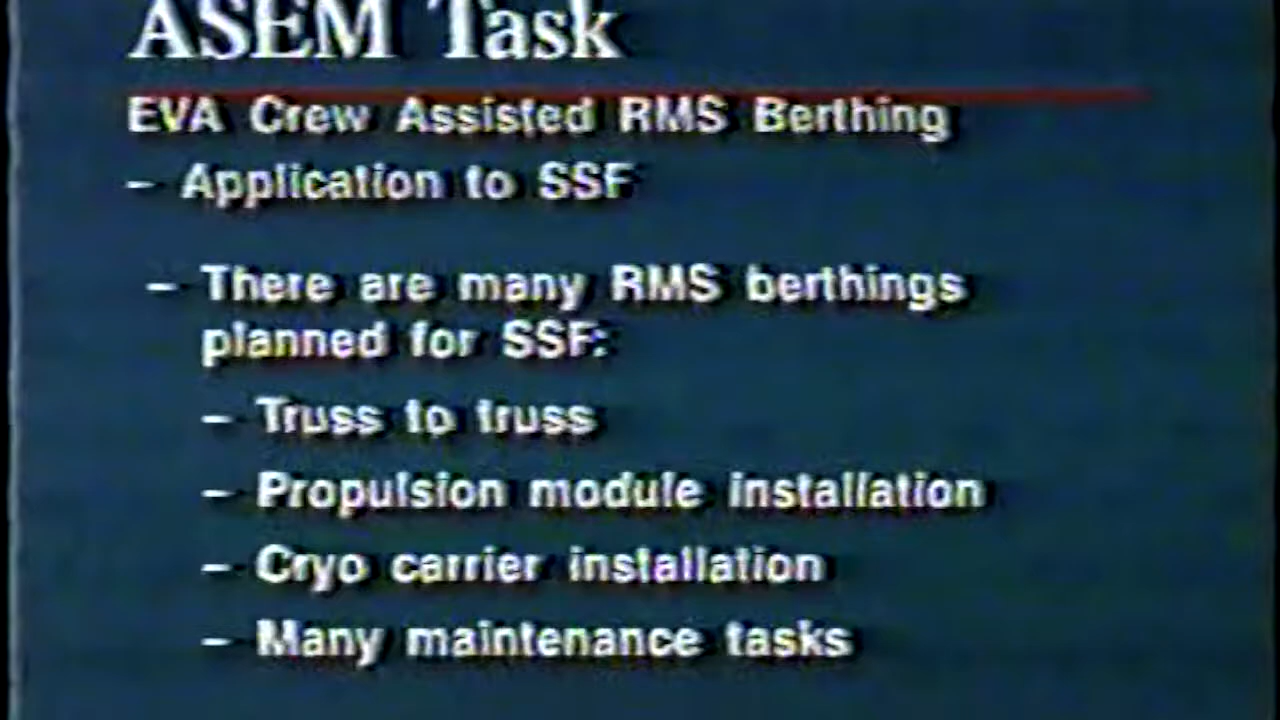 ASEM Task
EVA Crew Assisted RMS Berthing
– Application to SSF
– There are many RMS berthings
planned for SSF:
– Truss to truss
– Propulsion module installation
– Cryo carrier installation
– Many maintenance tasks